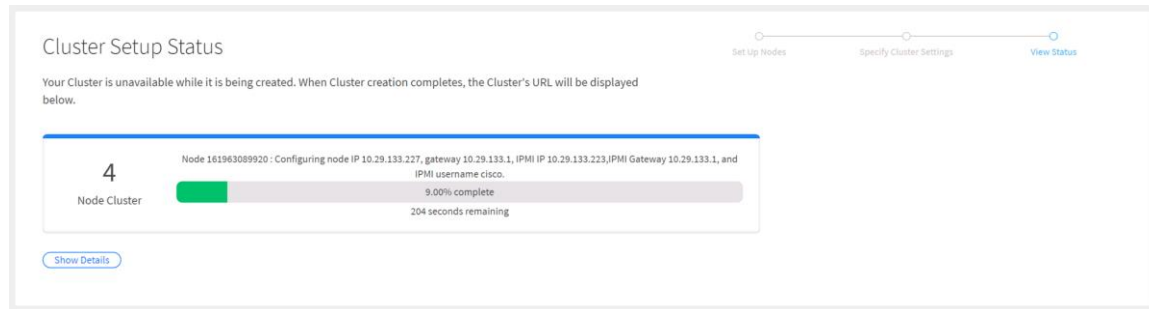 Cluster Setup Status
Set Up Nodes
Specify Cluster Settings
View Status
Your Cluster is unavailable while it is being created. When Cluster creation completes, the Cluster's URL will be displayed
below.
4
Node Cluster
Node 161963089920 : Configuring node IP 10.29.133.227, gateway 10.29.133.1, IPMI IP 10.29.133.223,IPMI Gateway 10.29.133.1, and
IPMI username cisco.
9.00% complete
204 seconds remaining
Show Details